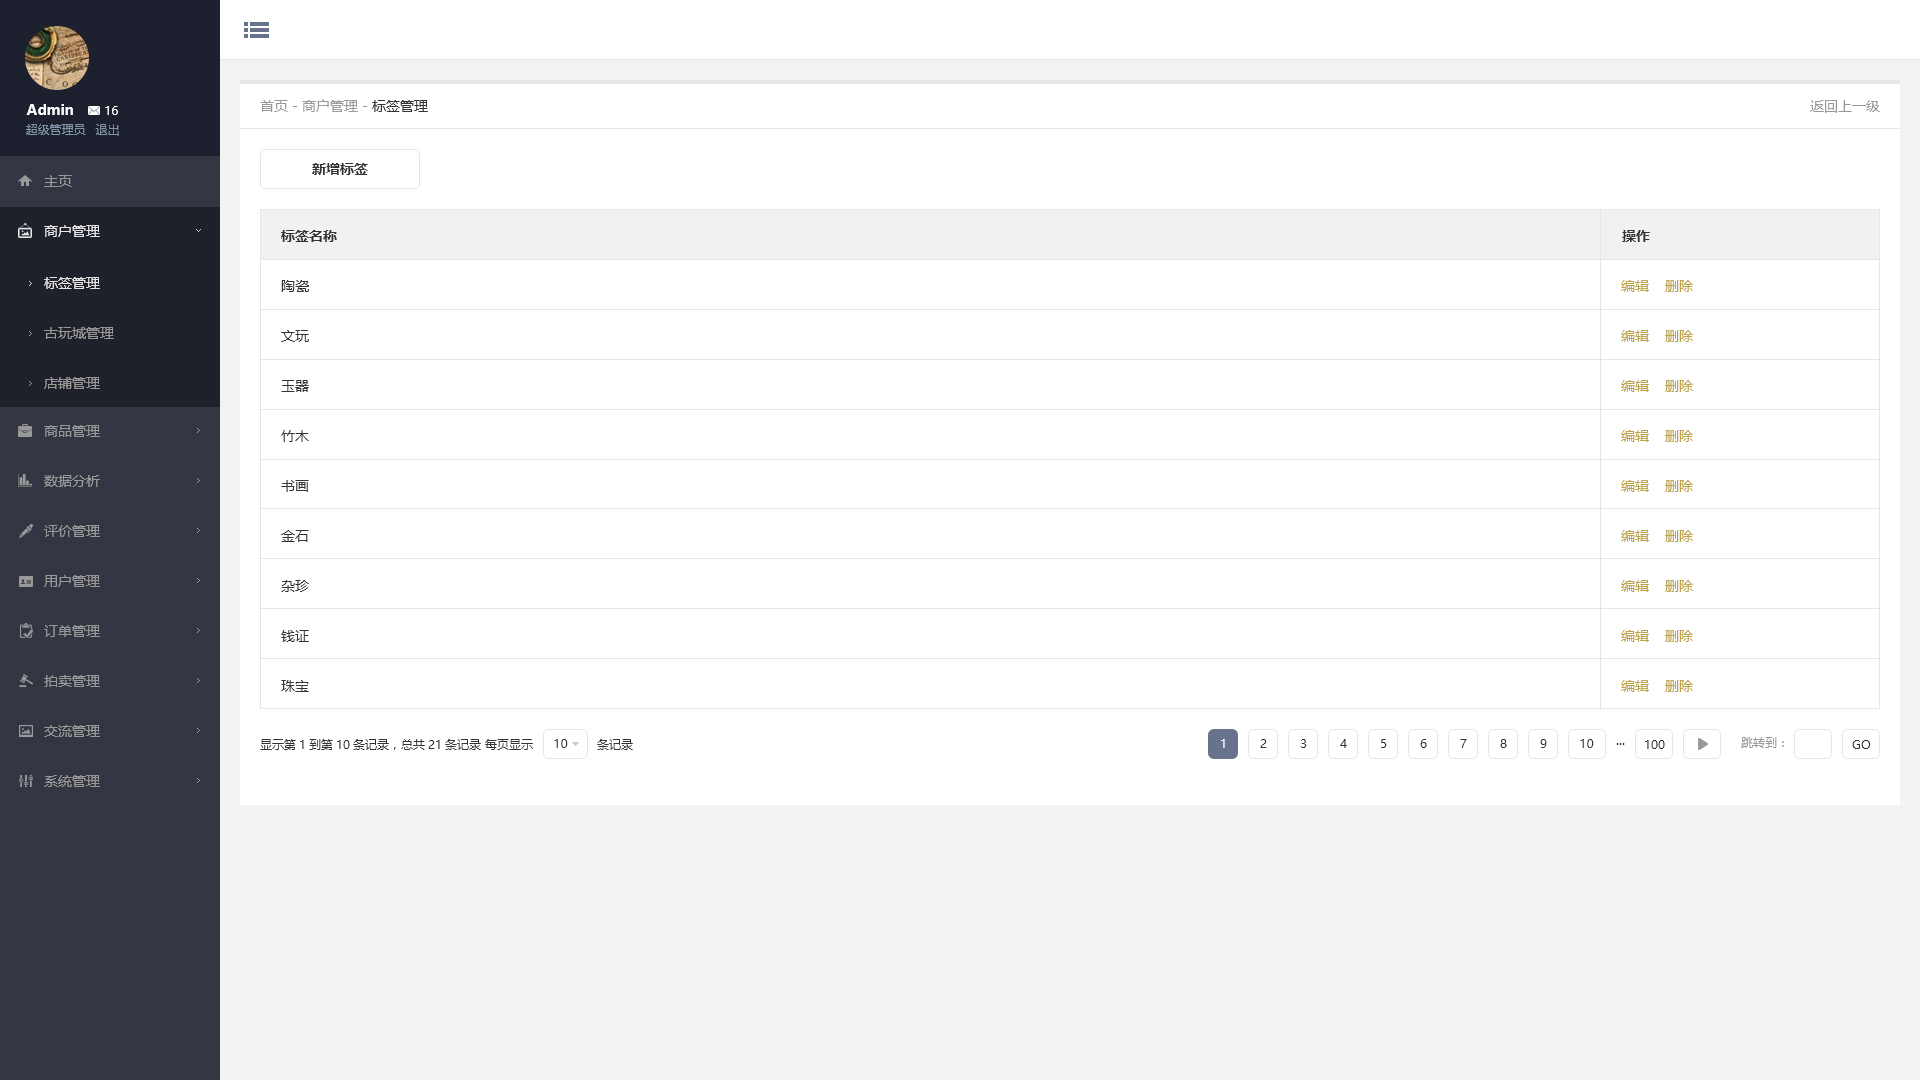 Admin 16
超级管理员 退出
主页
商户管理
标签管理
古玩城管理
店铺管理
商品管理
数据分析
评价管理
用户管理
订单管理
拍卖管理
交流管理
系统管理
首页 - 商户管理 - 标签管理
返回上一级
新增标签
标签名称 操作
陶瓷 编辑 删除
文玩 编辑 删除
玉器 编辑 删除
竹木 编辑 删除
书画 编辑 删除
金石 编辑 删除
杂珍 编辑 删除
钱证 编辑 删除
珠宝 编辑 删除
显示第 1 到第 10 条记录，总共 21 条记录 每页显示 10 条记录
1 2 3 4 5 6 7 8 9 10 ... 100 跳转到： GO